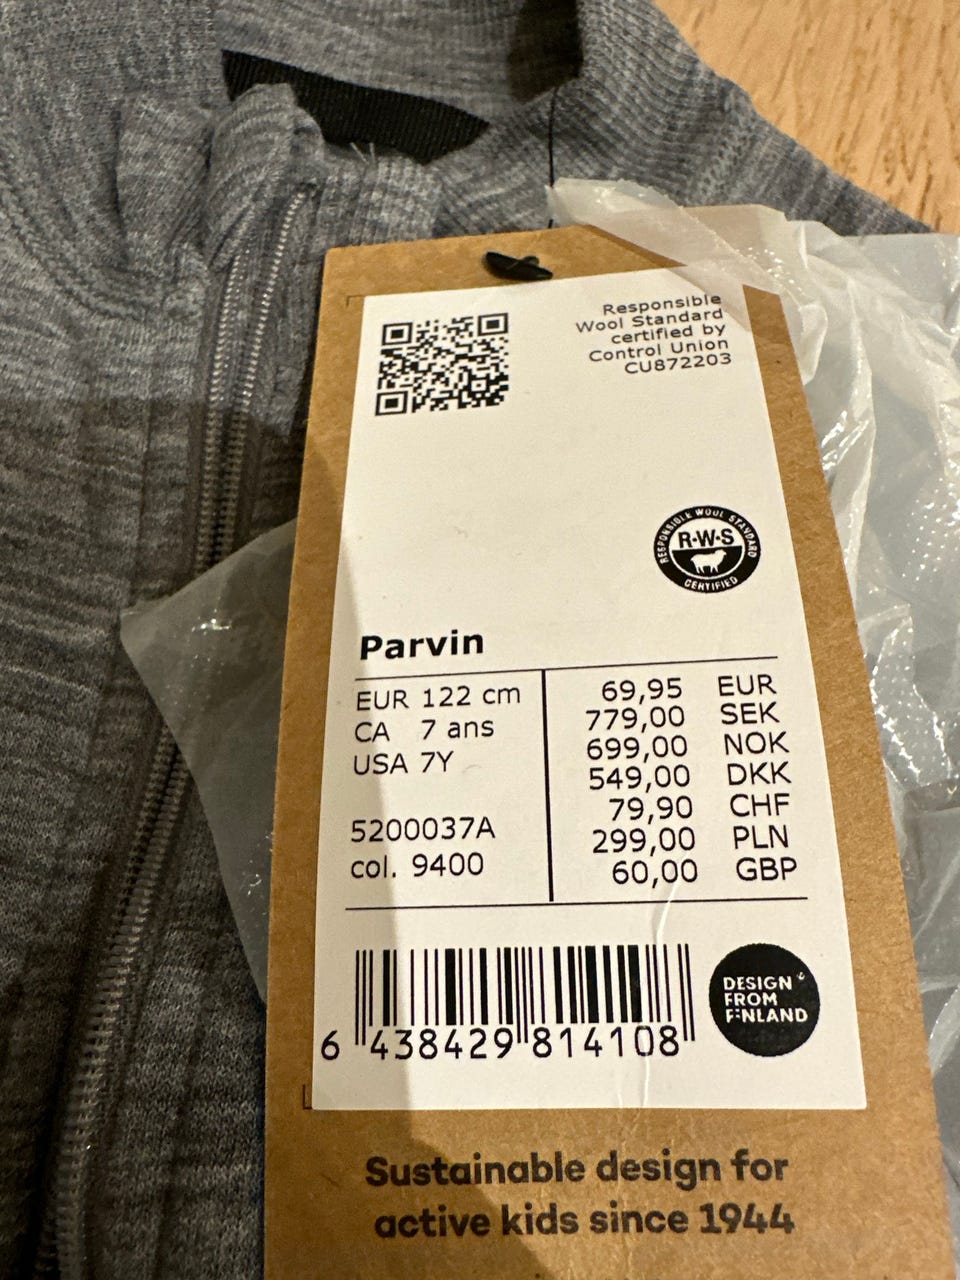 Responsible
Wool Standard
certified by
Control Union
CU872203
RESPONSIBLE WOOL STANDARD
R·W·S
CERTIFIED
Parvin
EUR 122 cm
CA 7 ans
USA 7Y
5200037A
col. 9400
69,95 EUR
779,00 SEK
699,00 NOK
549,00 DKK
79,90 CHF
299,00 PLN
60,00 GBP
6 438429 814108
DESIGN
FROM
FINLAND
Sustainable design for
active kids since 1944